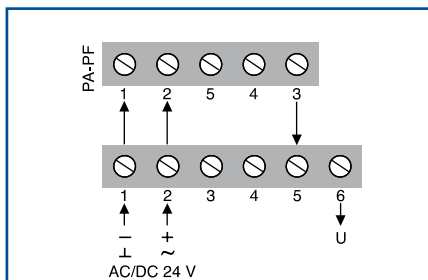 PA-PF
1 2 5 4 3
1 2 3 4 5 6
– +
⊥ ~ U
AC/DC 24 V